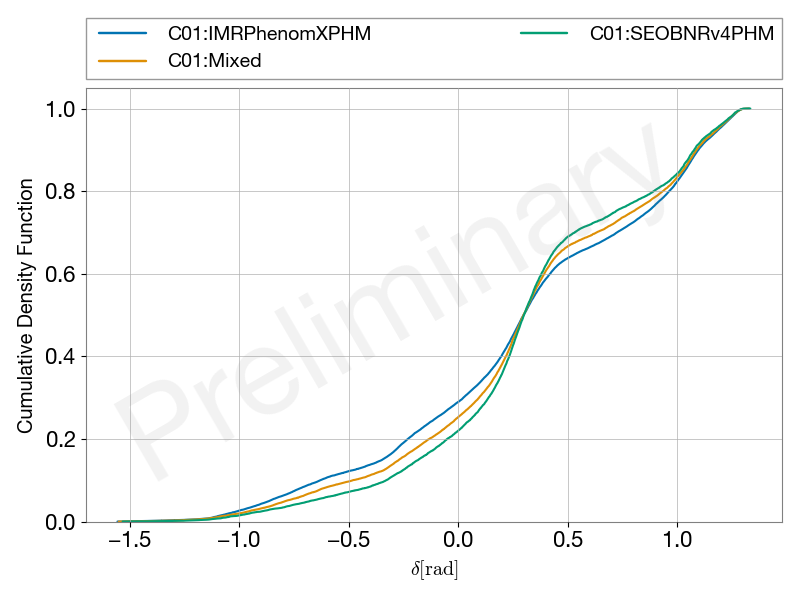 C01:IMRPhenomXPHM
C01:Mixed
C01:SEOBNRv4PHM
Preliminary
Cumulative Density Function
1.0
0.8
0.6
0.4
0.2
0.0
−1.5 −1.0 −0.5 0.0 0.5 1.0
δ[rad]